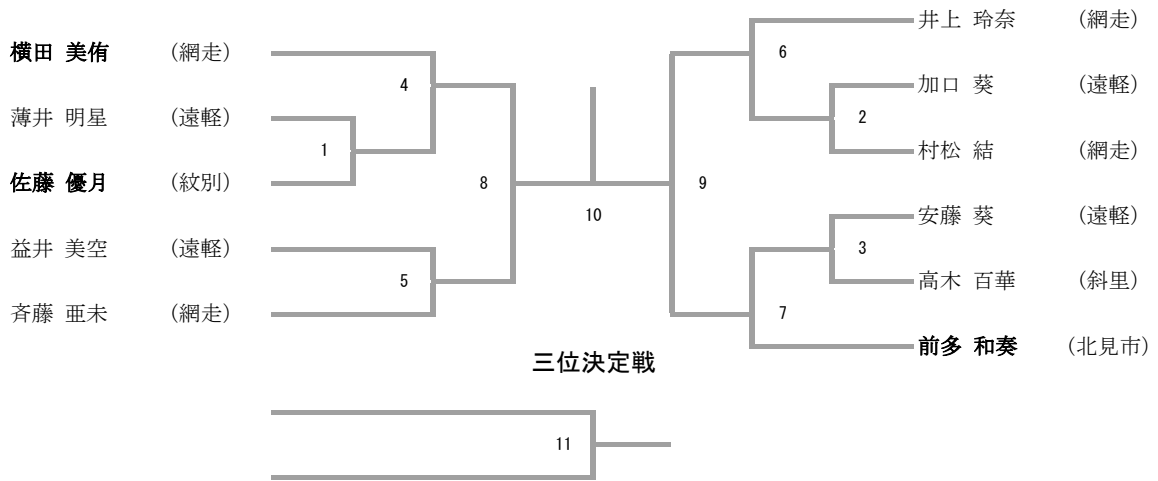 横田 美侑 (網走)
薄井 明星 (遠軽)
佐藤 優月 (紋別)
益井 美空 (遠軽)
斉藤 亜未 (網走)
4
1
8
5
10
井上 玲奈 (網走)
加口 葵 (遠軽)
村松 結 (網走)
安藤 葵 (遠軽)
高木 百華 (斜里)
前多 和奏 (北見市)
6
2
9
3
7
三位決定戦
11